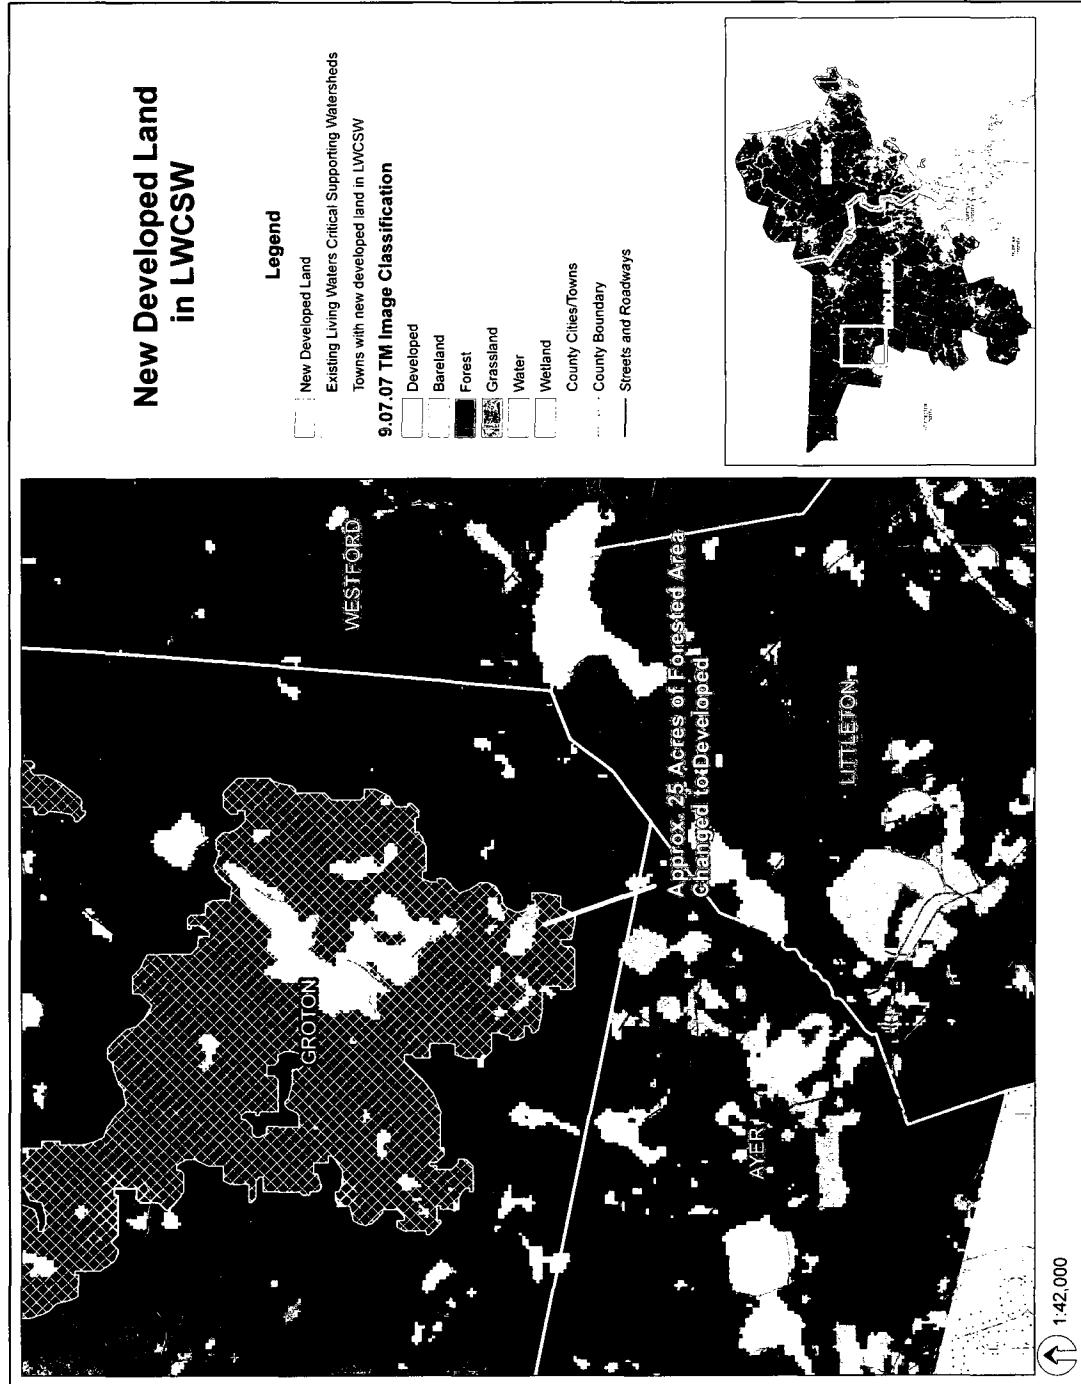 New Developed Land
in LWCSW
Legend
New Developed Land
Existing Living Waters Critical Supporting Watersheds
Towns with new developed land in LWCSW
9.07.07 TM Image Classification
Developed
Bareland
Forest
Grassland
Water
Wetland
County Cities/Towns
County Boundary
Streets and Roadways
WESTFORD
GROTON
Approx. 25 Acres of Forested Area
changed to Developed
LITTLETON
AYER
1:42,000